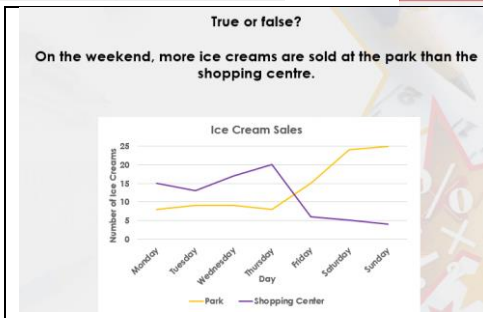 True or false?
On the weekend, more ice creams are sold at the park than the
shopping centre.
Ice Cream Sales
Number of Ice Creams
25
20
15
10
5
0
Monday
Tuesday
Wednesday
Thursday
Friday
Saturday
Sunday
Day
Park
Shopping Center